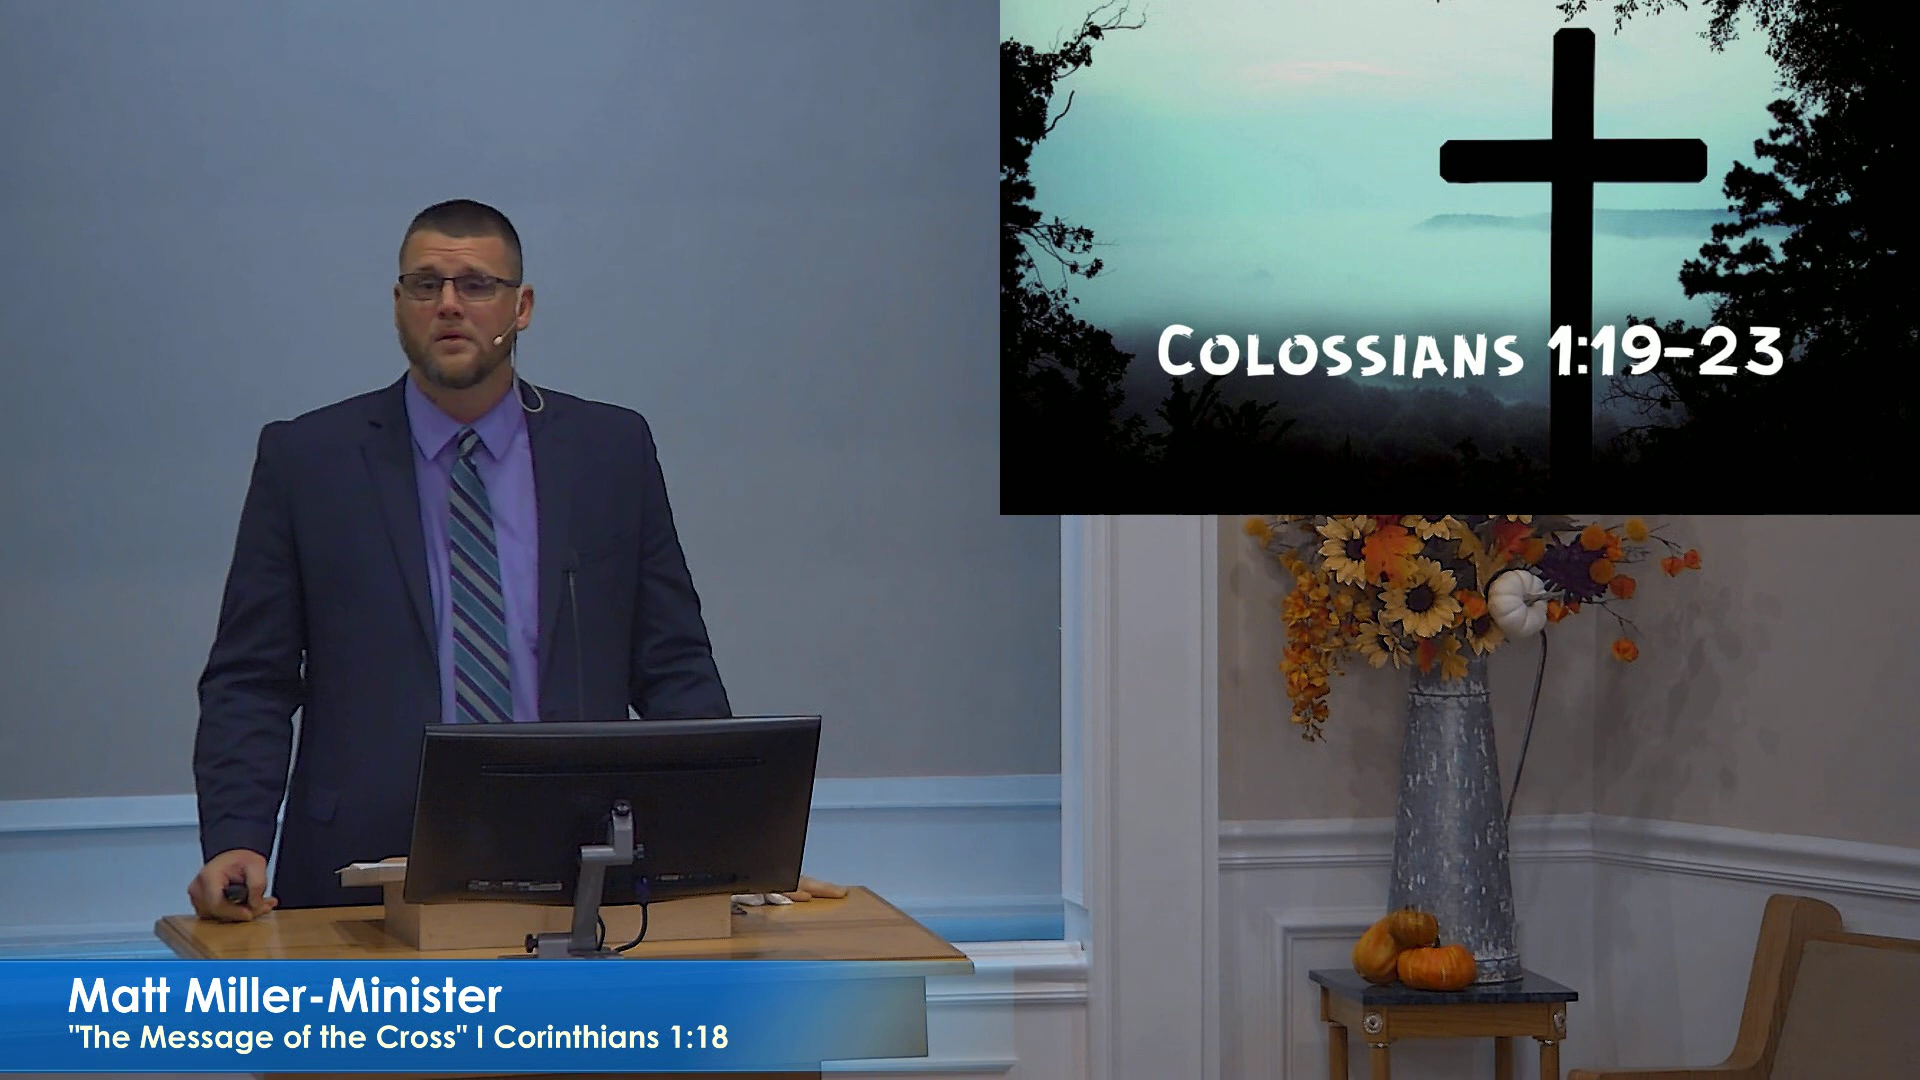 Colossians 1:19-23
Matt Miller-Minister
"The Message of the Cross" I Corinthians 1:18